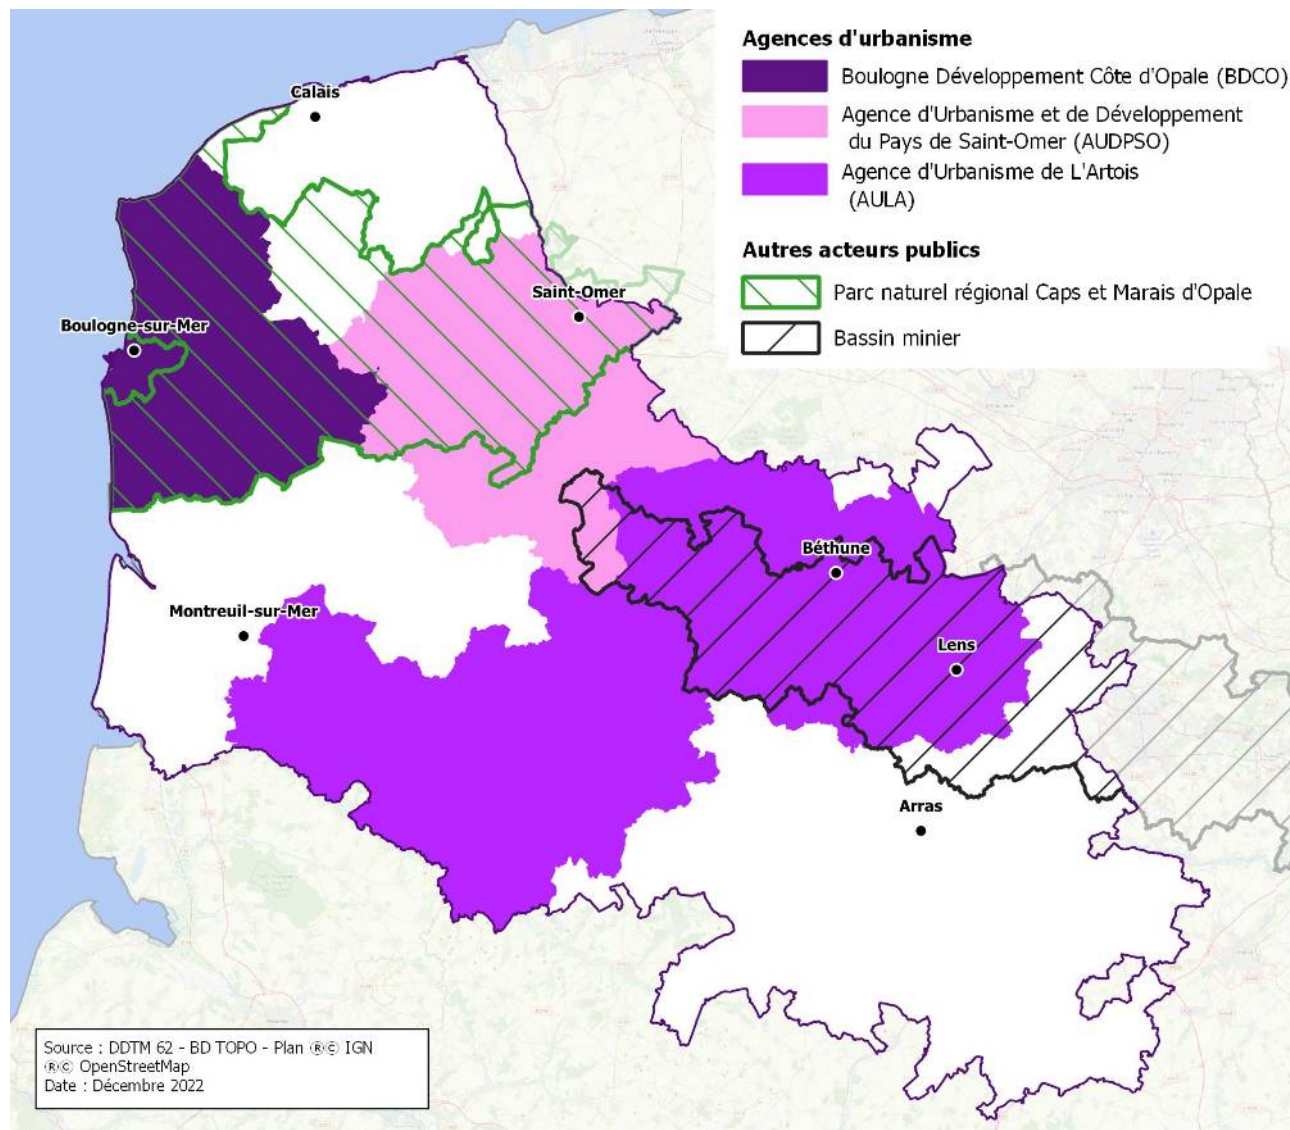 Agences d'urbanisme
Boulogne Développement Côte d'Opale (BDCO)
Agence d'Urbanisme et de Développement
du Pays de Saint-Omer (AUDPSO)
Agence d'Urbanisme de L'Artois
(AULA)
Autres acteurs publics
Parc naturel régional Caps et Marais d'Opale
Bassin minier
Calais
Saint-Omer
Boulogne-sur-Mer
Béthune
Montreuil-sur-Mer
Lens
Arras
Source : DDTM 62 - BD TOPO - Plan ®© IGN
®© OpenStreetMap
Date : Décembre 2022